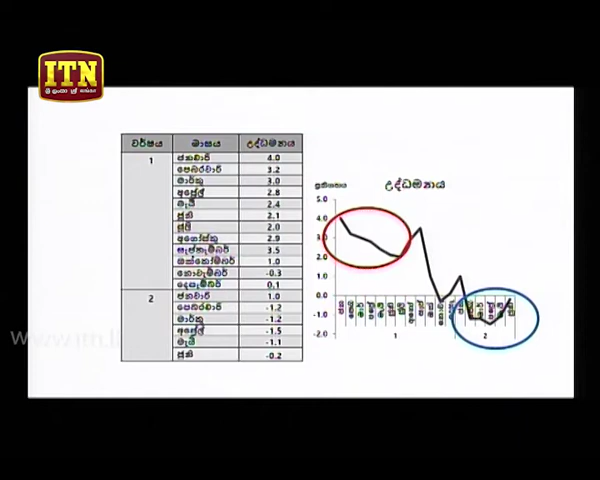 ITN
ශ්‍රී ලංකා
වර්ෂය මාසය උද්ධමනය
1 ජනවාරි 4.0
පෙබරවාරි 3.2
මාර්තු 3.0
අප්‍රේල් 2.8
මැයි 2.4
ජූනි 2.1
ජූලි 2.0
අගෝස්තු 2.9
සැප්තැම්බර් 3.5
ඔක්තෝම්බර් 1.0
නොවැම්බර් -0.3
දෙසැම්බර් 0.1
2 ජනවාරි 1.0
පෙබරවාරි -1.2
මාර්තු -1.2
අප්‍රේල් -1.5
මැයි -1.1
ජූනි -0.2
ප්‍රතිශතය
උද්ධමනය
5.0
4.0
3.0
2.0
1.0
0.0
-1.0
-2.0
1 2
www.itn.l